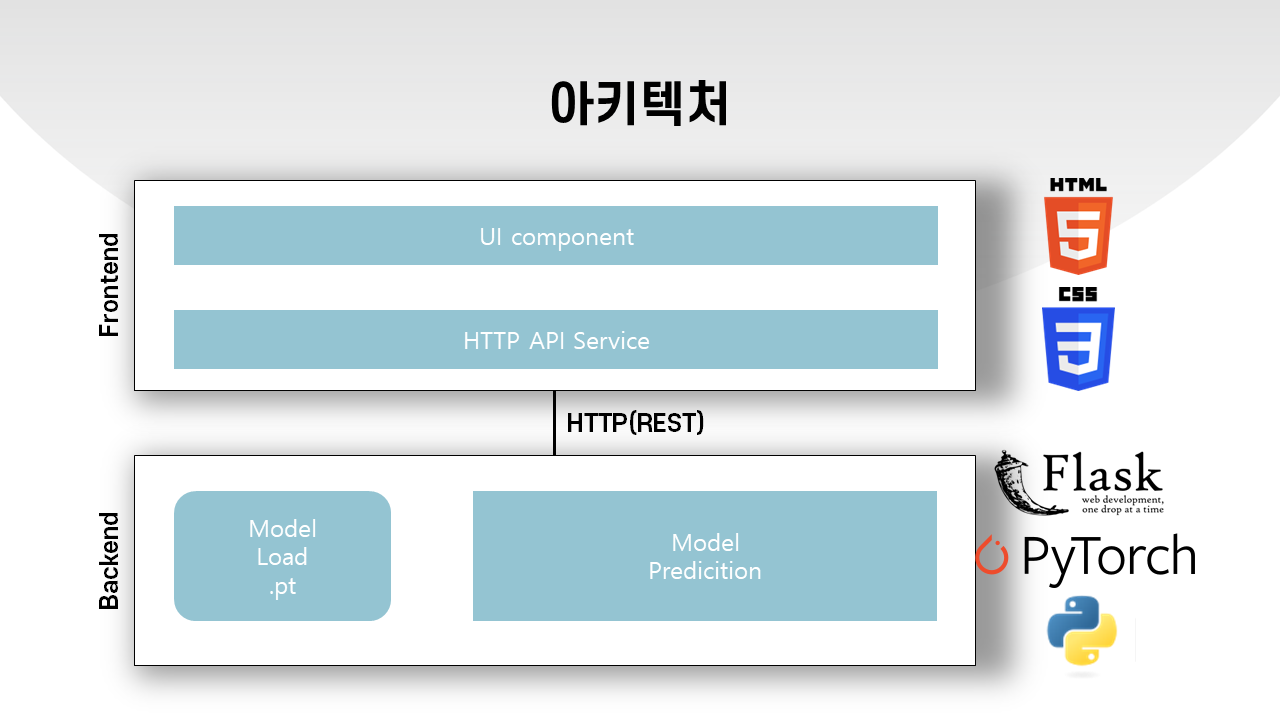 아키텍처
Frontend
UI component
HTTP API Service
HTML
5
CSS
3
HTTP(REST)
Backend
Model
Load
.pt
Model
Predicition
Flask
web development,
one drop at a time
PyTorch